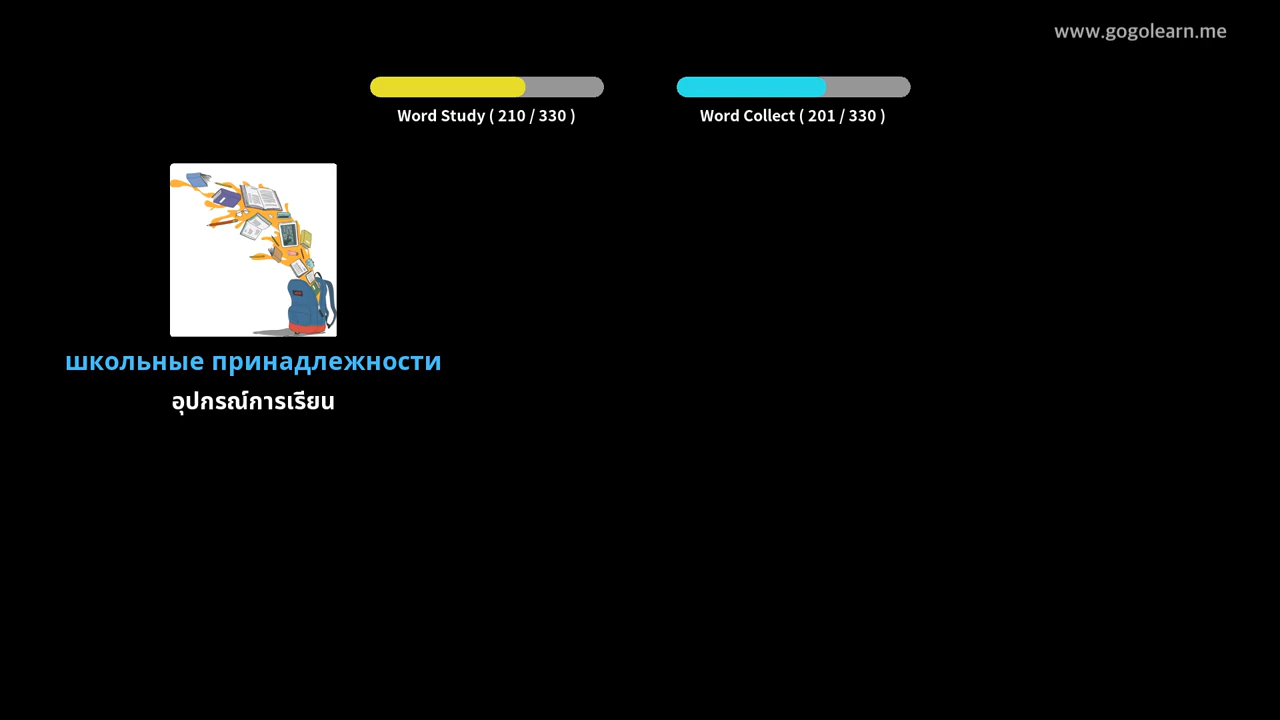 www.gogolearn.me
Word Study ( 210 / 330 )
Word Collect ( 201 / 330 )
школьные принадлежности
อุปกรณ์การเรียน